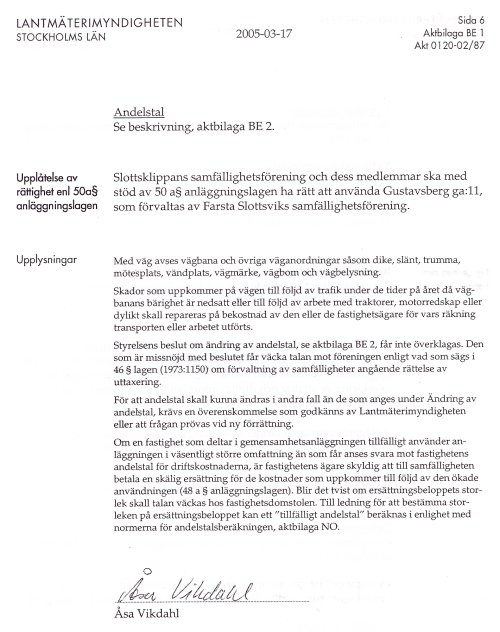 LANTMÄTERIMYNDIGHETEN
STOCKHOLMS LÄN
2005-03-17
Sida 6
Aktbilaga BE 1
Akt 0120-02/87
Andelstal
Se beskrivning, aktbilaga BE 2.
Upplåtelse av
rättighet enl 50a§
anläggningslagen
Slottsklippans samfällighetsförening och dess medlemmar ska med
stöd av 50 a§ anläggningslagen ha rätt att använda Gustavsberg ga:11,
som förvaltas av Farsta Slottsviks samfällighetsförening.
Upplysningar
Med väg avses vägbana och övriga väganordningar såsom dike, slänt, trumma,
mötesplats, vändplats, vägmärke, vägbom och vägbelysning.
Skador som uppkommer på vägen till följd av trafik under de tider på året då väg-
banans bärighet är nedsatt eller till följd av arbete med traktorer, motorredskap eller
dylikt skall repareras på bekostnad av den eller de fastighetsägare för vars räkning
transporten eller arbetet utförts.
Styrelsens beslut om ändring av andelstal, se aktbilaga BE 2, får inte överklagas. Den
som är missnöjd med beslutet får väcka talan mot föreningen enligt vad som sägs i
46 § lagen (1973:1150) om förvaltning av samfälligheter angående rättelse av
uttaxering.
För att andelstal skall kunna ändras i andra fall än de som anges under Ändring av
andelstal, krävs en överenskommelse som godkänns av Lantmäterimyndigheten
eller att frågan prövas vid ny förrättning.
Om en fastighet som deltar i gemensamhetsanläggningen tillfälligt använder an-
läggningen i väsentligt större omfattning än som får anses svara mot fastighetens
andelstal för driftskostnaderna, är fastighetens ägare skyldig att till samfälligheten
betala en skälig ersättning för de kostnader som uppkommer till följd av den ökade
användningen (48 a § anläggningslagen). Blir det tvist om ersättningsbeloppets stor-
lek skall talan väckas hos fastighetsdomstolen. Till ledning för att bestämma stor-
leken på ersättningsbeloppet kan ett "tillfälligt andelstal" beräknas i enlighet med
normerna för andelstalsberäkningen, aktbilaga NO.
Åsa Vikdahl
Åsa Vikdahl